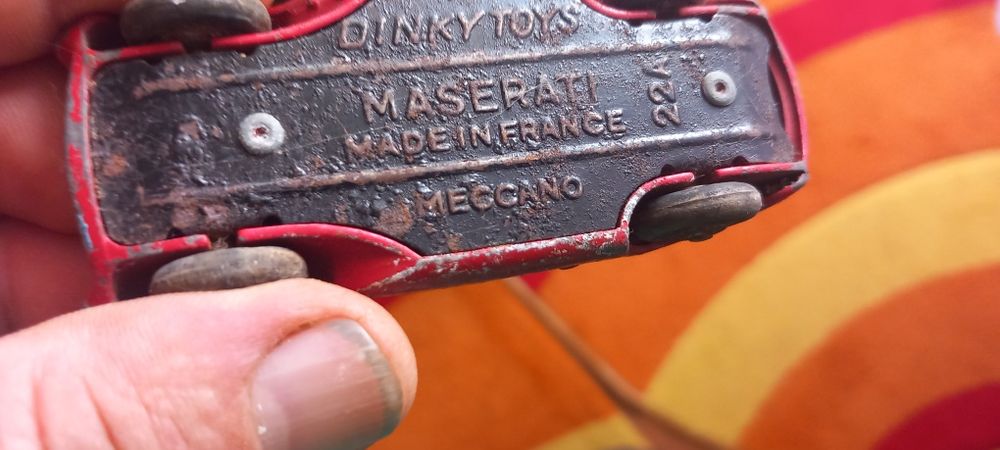 DINKY TOYS
MASERATI
22A
MADE IN FRANCE
MECCANO